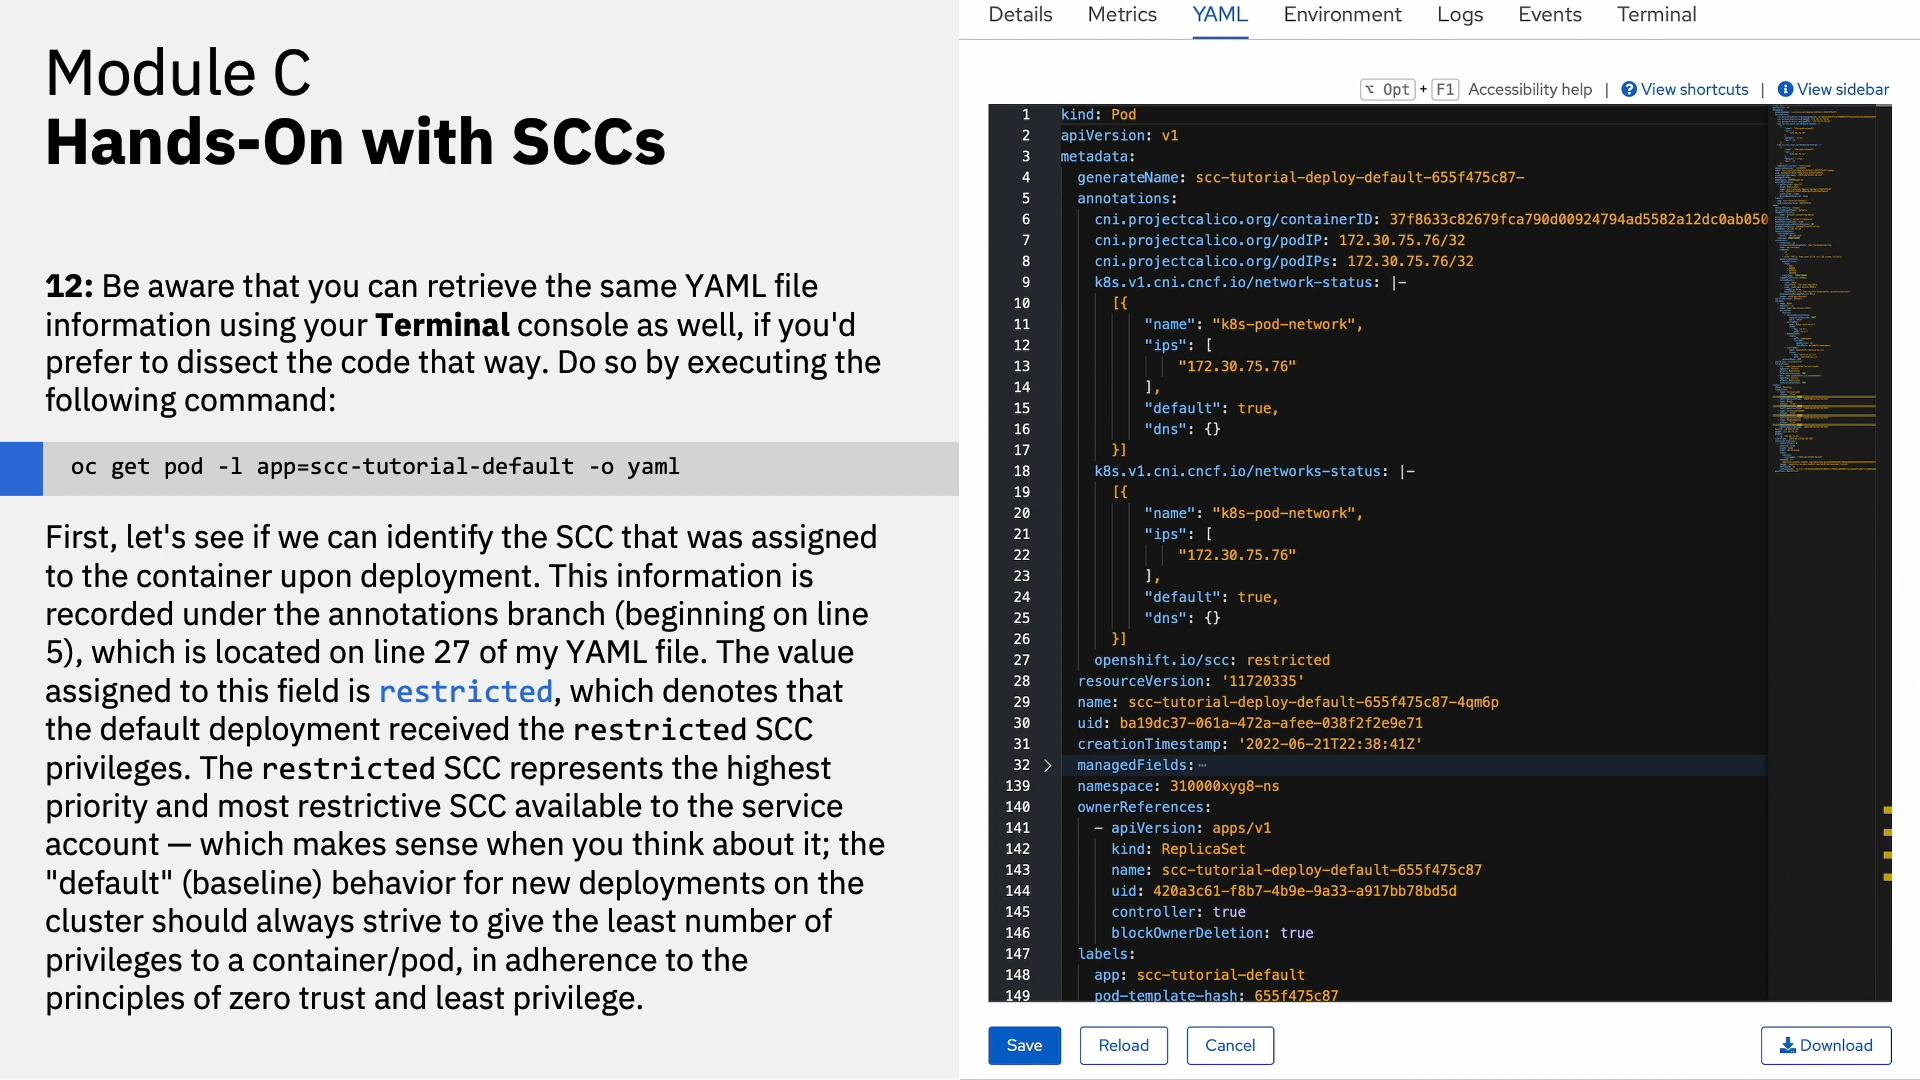 Module C
Hands-On with SCCs
12: Be aware that you can retrieve the same YAML file
information using your Terminal console as well, if you'd
prefer to dissect the code that way. Do so by executing the
following command:
oc get pod -l app=scc-tutorial-default -o yaml
First, let's see if we can identify the SCC that was assigned
to the container upon deployment. This information is
recorded under the annotations branch (beginning on line
5), which is located on line 27 of my YAML file. The value
assigned to this field is restricted, which denotes that
the default deployment received the restricted SCC
privileges. The restricted SCC represents the highest
priority and most restrictive SCC available to the service
account — which makes sense when you think about it; the
"default" (baseline) behavior for new deployments on the
cluster should always strive to give the least number of
privileges to a container/pod, in adherence to the
principles of zero trust and least privilege.
Details Metrics YAML Environment Logs Events Terminal
⌥ Opt + F1 Accessibility help | View shortcuts | View sidebar
1 kind: Pod
2 apiVersion: v1
3 metadata:
4 generateName: scc-tutorial-deploy-default-655f475c87-
5 annotations:
6 cni.projectcalico.org/containerID: 37f8633c82679fca790d00924794ad5582a12dc0ab050
7 cni.projectcalico.org/podIP: 172.30.75.76/32
8 cni.projectcalico.org/podIPs: 172.30.75.76/32
9 k8s.v1.cni.cncf.io/network-status: |-
10 [{
11 "name": "k8s-pod-network",
12 "ips": [
13 "172.30.75.76"
14 ],
15 "default": true,
16 "dns": {}
17 }]
18 k8s.v1.cni.cncf.io/networks-status: |-
19 [{
20 "name": "k8s-pod-network",
21 "ips": [
22 "172.30.75.76"
23 ],
24 "default": true,
25 "dns": {}
26 }]
27 openshift.io/scc: restricted
28 resourceVersion: '11720335'
29 name: scc-tutorial-deploy-default-655f475c87-4qm6p
30 uid: ba19dc37-061a-472a-afee-038f2f2e9e71
31 creationTimestamp: '2022-06-21T22:38:41Z'
32 managedFields: ⋯
139 namespace: 310000xyg8-ns
140 ownerReferences:
141 - apiVersion: apps/v1
142 kind: ReplicaSet
143 name: scc-tutorial-deploy-default-655f475c87
144 uid: 420a3c61-f8b7-4b9e-9a33-a917bb78bd5d
145 controller: true
146 blockOwnerDeletion: true
147 labels:
148 app: scc-tutorial-default
149 pod-template-hash: 655f475c87
Save Reload Cancel Download